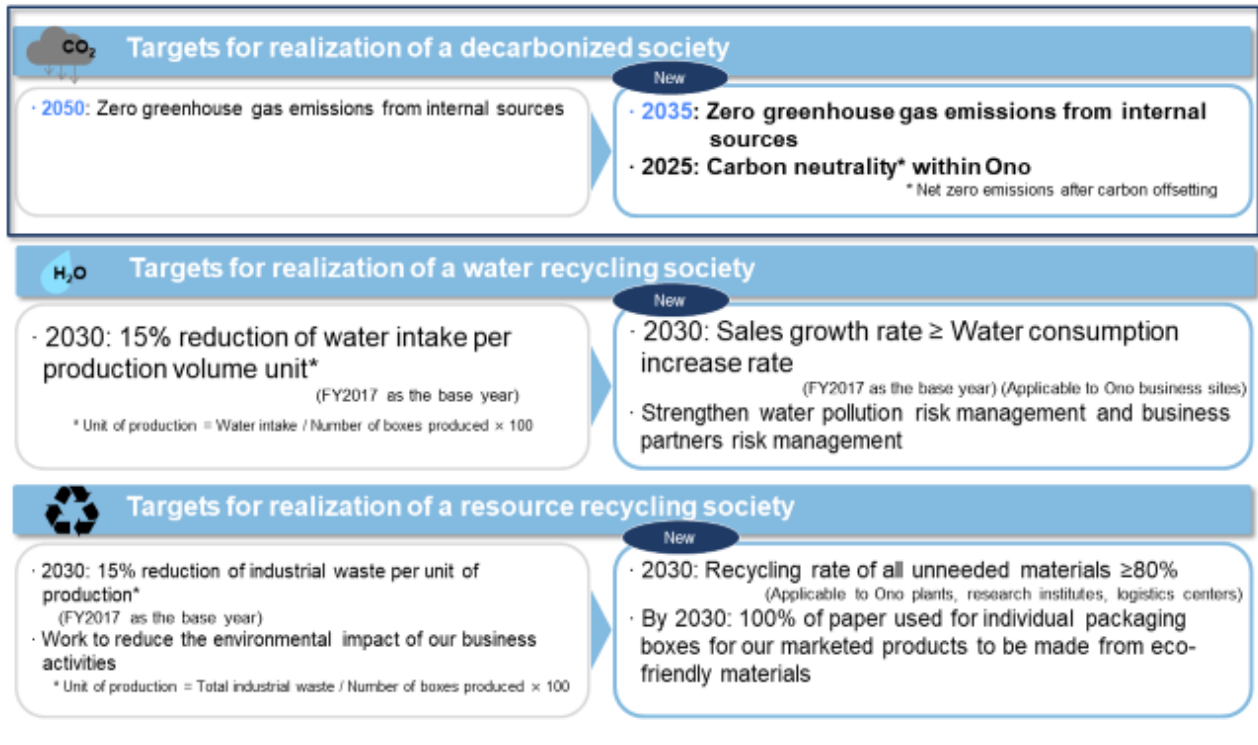 CO₂
Targets for realization of a decarbonized society
· 2050: Zero greenhouse gas emissions from internal sources
New
· 2035: Zero greenhouse gas emissions from internal
sources
· 2025: Carbon neutrality* within Ono
* Net zero emissions after carbon offsetting
H₂O
Targets for realization of a water recycling society
· 2030: 15% reduction of water intake per
production volume unit*
(FY2017 as the base year)
* Unit of production = Water intake / Number of boxes produced × 100
New
· 2030: Sales growth rate ≥ Water consumption
increase rate
(FY2017 as the base year) (Applicable to Ono business sites)
· Strengthen water pollution risk management and business
partners risk management
Targets for realization of a resource recycling society
· 2030: 15% reduction of industrial waste per unit of
production*
(FY2017 as the base year)
· Work to reduce the environmental impact of our business
activities
* Unit of production = Total industrial waste / Number of boxes produced × 100
New
· 2030: Recycling rate of all unneeded materials ≥80%
(Applicable to Ono plants, research institutes, logistics centers)
· By 2030: 100% of paper used for individual packaging
boxes for our marketed products to be made from eco-
friendly materials